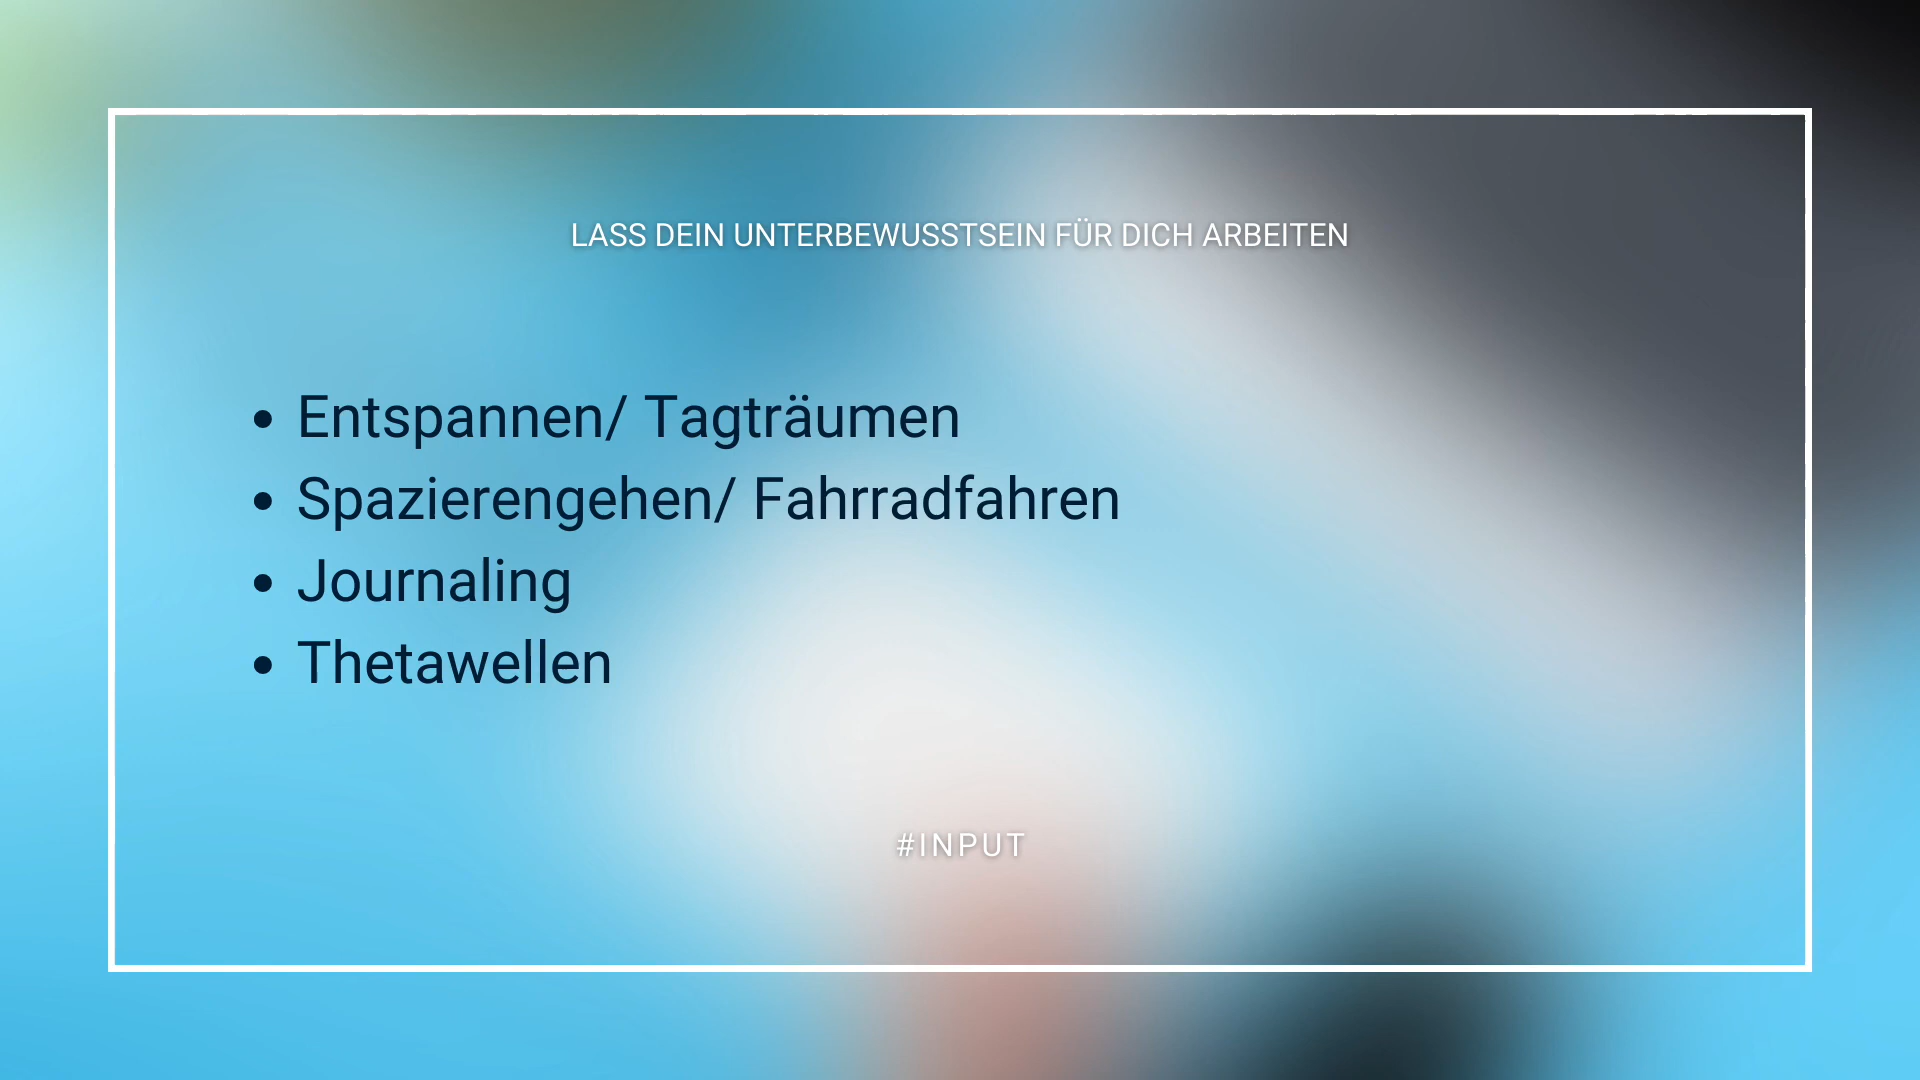 LASS DEIN UNTERBEWUSSTSEIN FÜR DICH ARBEITEN
• Entspannen/ Tagträumen
• Spazierengehen/ Fahrradfahren
• Journaling
• Thetawellen
#INPUT